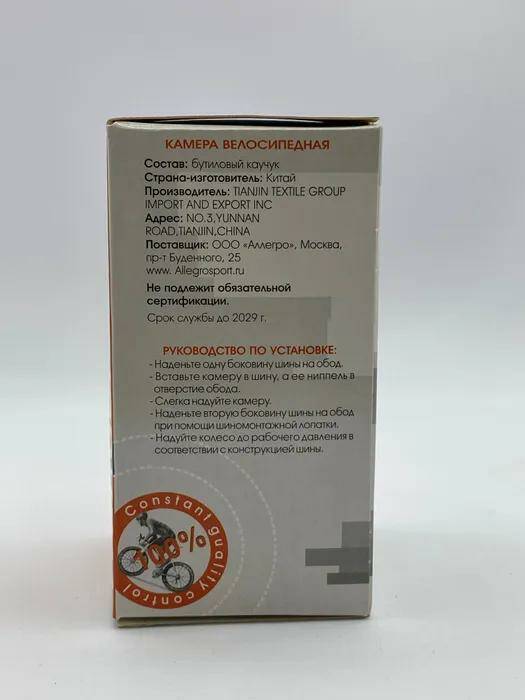 КАМЕРА ВЕЛОСИПЕДНАЯ
Состав: бутиловый каучук
Страна-изготовитель: Китай
Производитель: TIANJIN TEXTILE GROUP
IMPORT AND EXPORT INC
Адрес: NO.3,YUNNAN
ROAD,TIANJIN,CHINA
Поставщик: ООО «Аллегро», Москва,
пр-т Буденного, 25
www. Allegrosport.ru
Не подлежит обязательной
сертификации.
Срок службы до 2029 г.
РУКОВОДСТВО ПО УСТАНОВКЕ:
- Наденьте одну боковину шины на обод.
- Вставьте камеру в шину, а ее ниппель в
отверстие обода.
- Слегка надуйте камеру.
- Наденьте вторую боковину шины на обод
при помощи шиномонтажной лопатки.
- Надуйте колесо до рабочего давления в
соответствии с конструкцией шины.
Constant guality control
100%